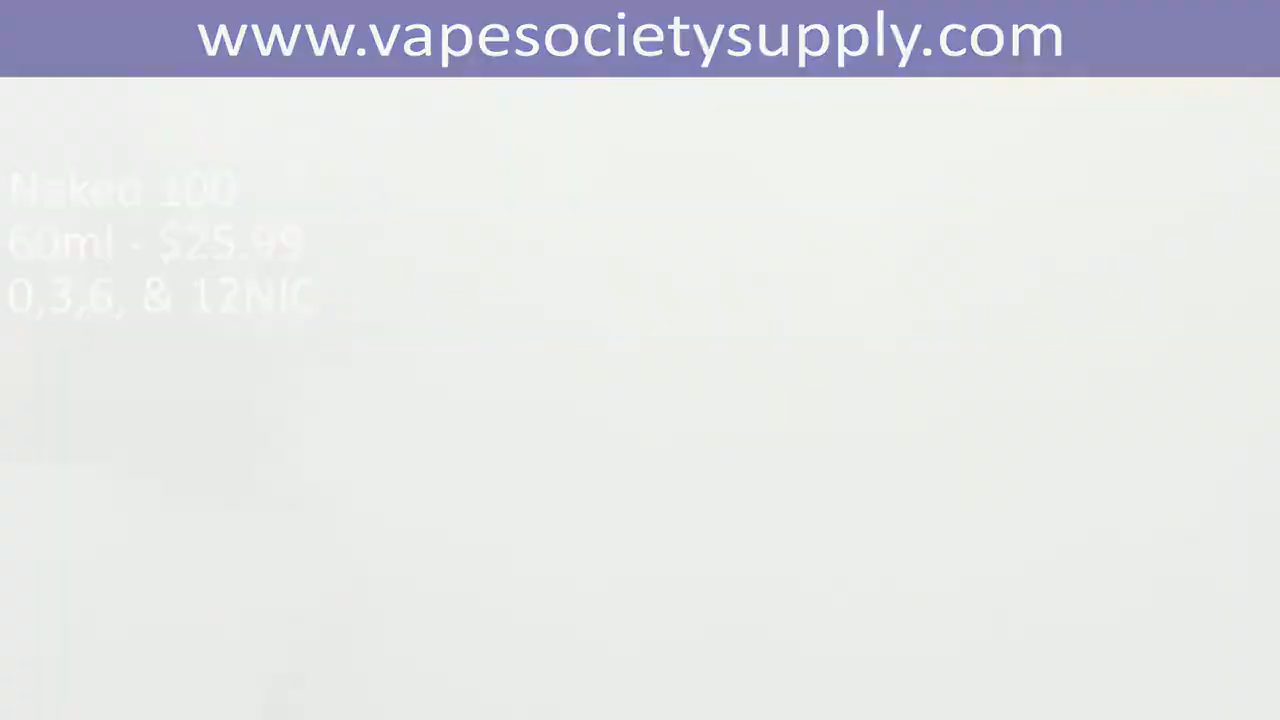 www.vapesocietysupply.com
Naked 100
60ml - $25.99
0,3,6, & 12NIC